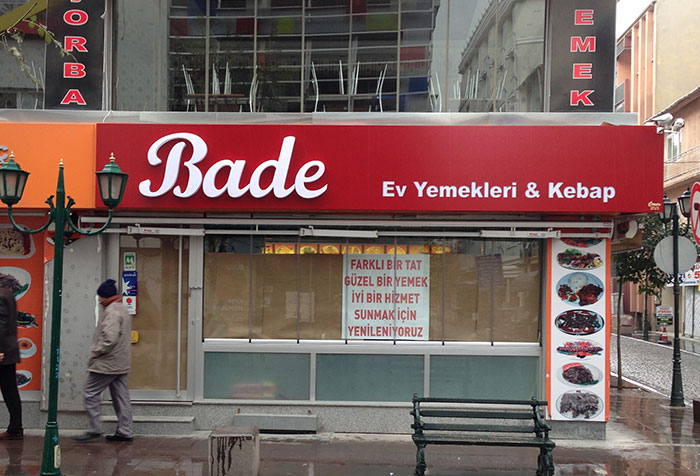 ÇORBA
EMEK
Bade
Ev Yemekleri & Kebap
FARKLI BİR TAT
GÜZEL BİR YEMEK
İYİ BİR HİZMET
SUNMAK İÇİN
YENİLENİYORUZ